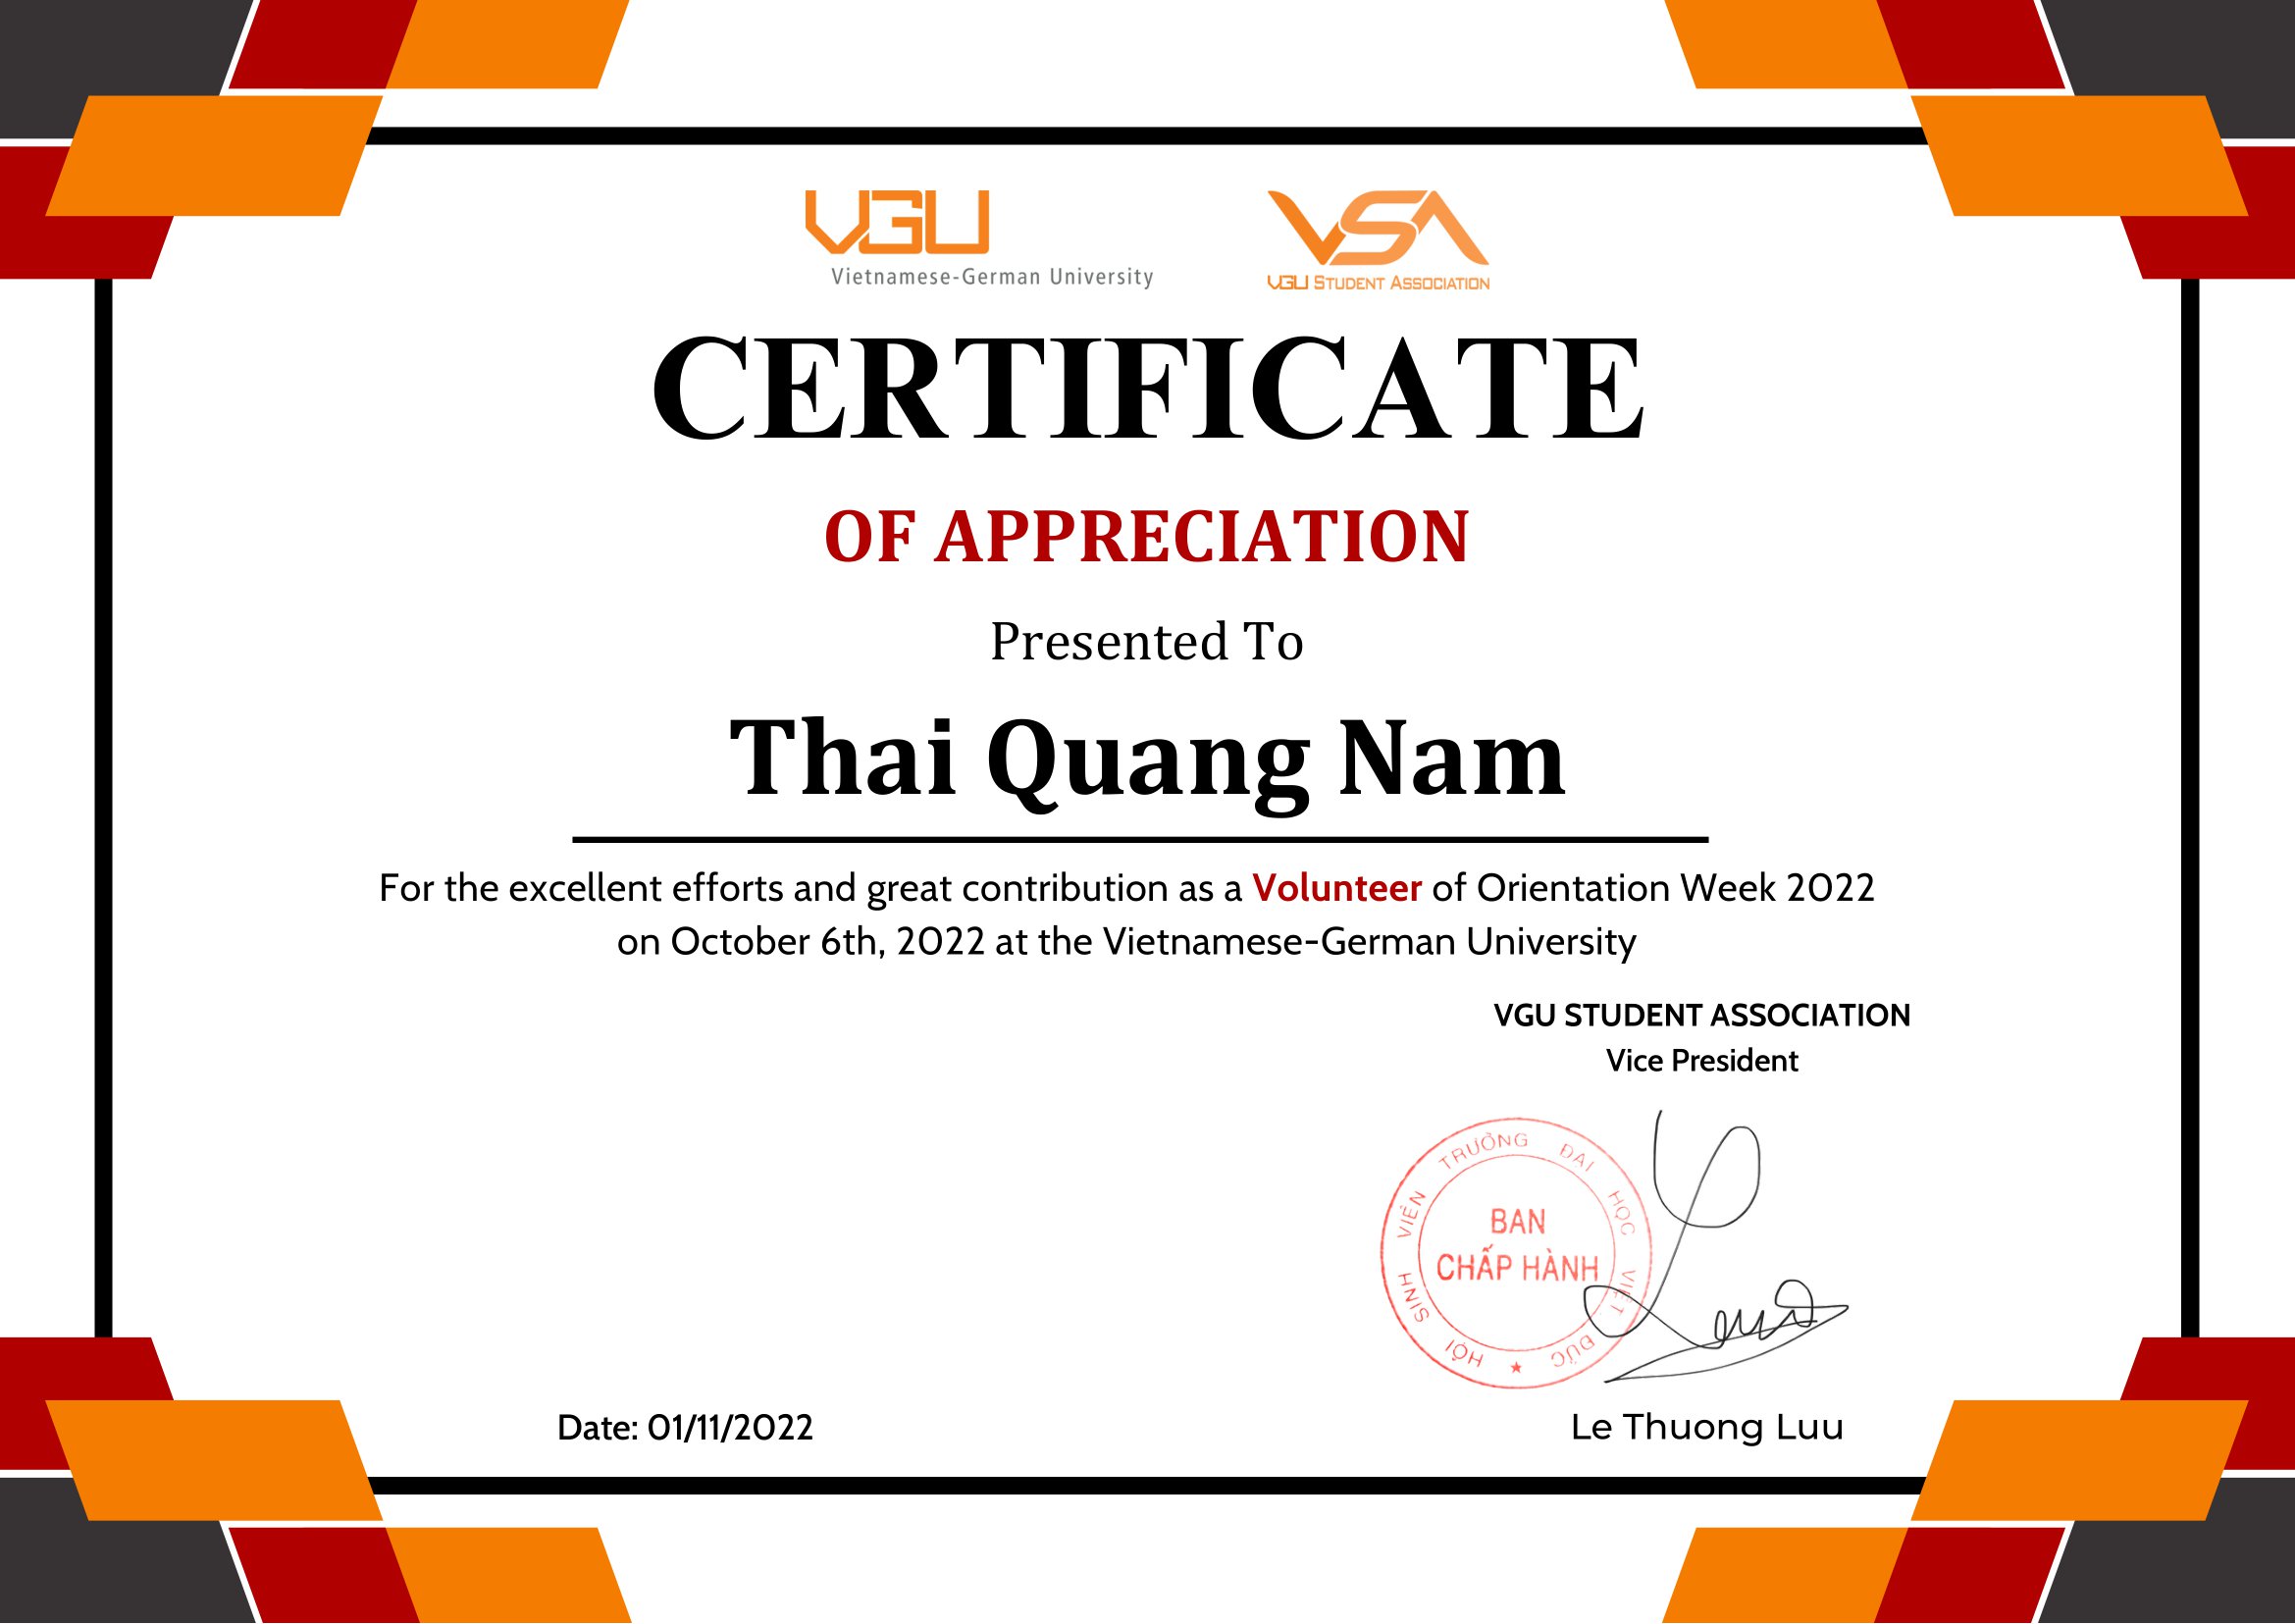 VGU
Vietnamese-German University
VSA
VGU STUDENT ASSOCIATION
CERTIFICATE
OF APPRECIATION
Presented To
Thai Quang Nam
For the excellent efforts and great contribution as a Volunteer of Orientation Week 2022
on October 6th, 2022 at the Vietnamese-German University
VGU STUDENT ASSOCIATION
Vice President
HỘI SINH VIÊN TRƯỜNG ĐẠI HỌC VIỆT ĐỨC
BAN
CHẤP HÀNH
Date: 01/11/2022
Le Thuong Luu